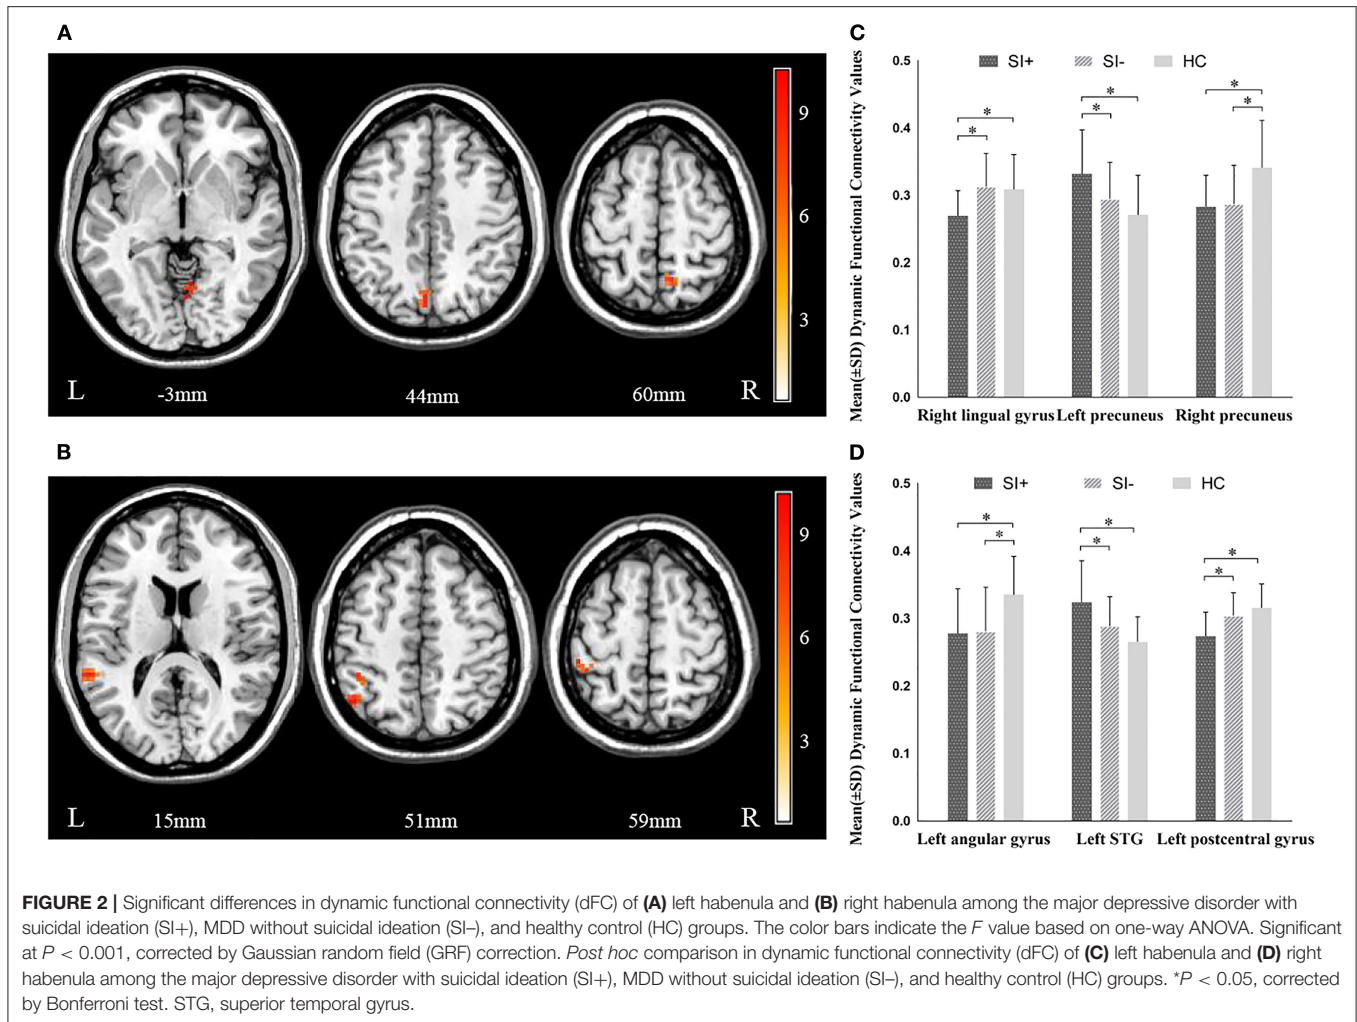 A
9
6
3
L
-3mm
44mm
60mm
R
B
9
6
3
L
15mm
51mm
59mm
R
C
Mean(±SD) Dynamic Functional Connectivity Values
0.5
0.4
0.3
0.2
0.1
0.0
SI+ SI- HC
* * * * * *
Right lingual gyrus Left precuneus Right precuneus
D
Mean(±SD) Dynamic Functional Connectivity Values
0.5
0.4
0.3
0.2
0.1
0.0
SI+ SI- HC
* * * * * *
Left angular gyrus Left STG Left postcentral gyrus
FIGURE 2 | Significant differences in dynamic functional connectivity (dFC) of (A) left habenula and (B) right habenula among the major depressive disorder with
suicidal ideation (SI+), MDD without suicidal ideation (SI–), and healthy control (HC) groups. The color bars indicate the F value based on one-way ANOVA. Significant
at P < 0.001, corrected by Gaussian random field (GRF) correction. Post hoc comparison in dynamic functional connectivity (dFC) of (C) left habenula and (D) right
habenula among the major depressive disorder with suicidal ideation (SI+), MDD without suicidal ideation (SI–), and healthy control (HC) groups. *P < 0.05, corrected
by Bonferroni test. STG, superior temporal gyrus.